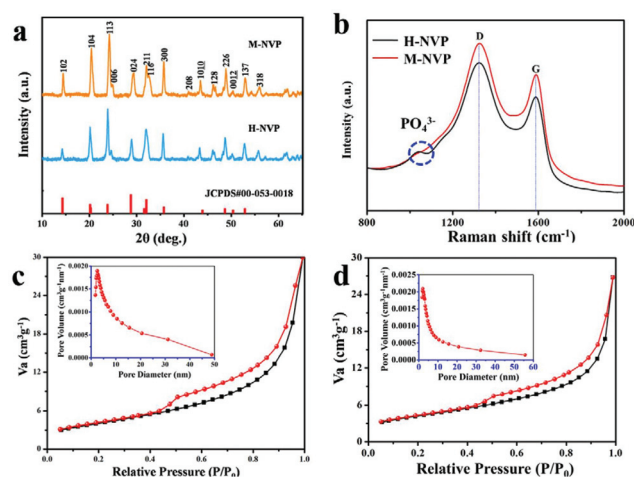 a
Intensity (a.u.)
102
104
113
006
024
211
116
300
208
1010
128
226
0012
137
318
M-NVP
H-NVP
JCPDS#00-053-0018
10 20 30 40 50 60
2θ (deg.)
b
Intensity (a.u.)
H-NVP
M-NVP
D
G
PO₄³⁻
800 1200 1600 2000
Raman shift (cm⁻¹)
c
Va (cm³g⁻¹)
30
24
18
12
6
0
Pore Volume (cm³g⁻¹nm⁻¹)
0.0020
0.0015
0.0010
0.0005
0.0000
0 10 20 30 40 50
Pore Diameter (nm)
0.0 0.2 0.4 0.6 0.8 1.0
Relative Pressure (P/P₀)
d
Va (cm³g⁻¹)
30
24
18
12
6
0
Pore Volume (cm³g⁻¹nm⁻¹)
0.0025
0.0020
0.0015
0.0010
0.0005
0.0000
0 10 20 30 40 50 60
Pore Diameter (nm)
0.0 0.2 0.4 0.6 0.8 1.0
Relative Pressure (P/P₀)